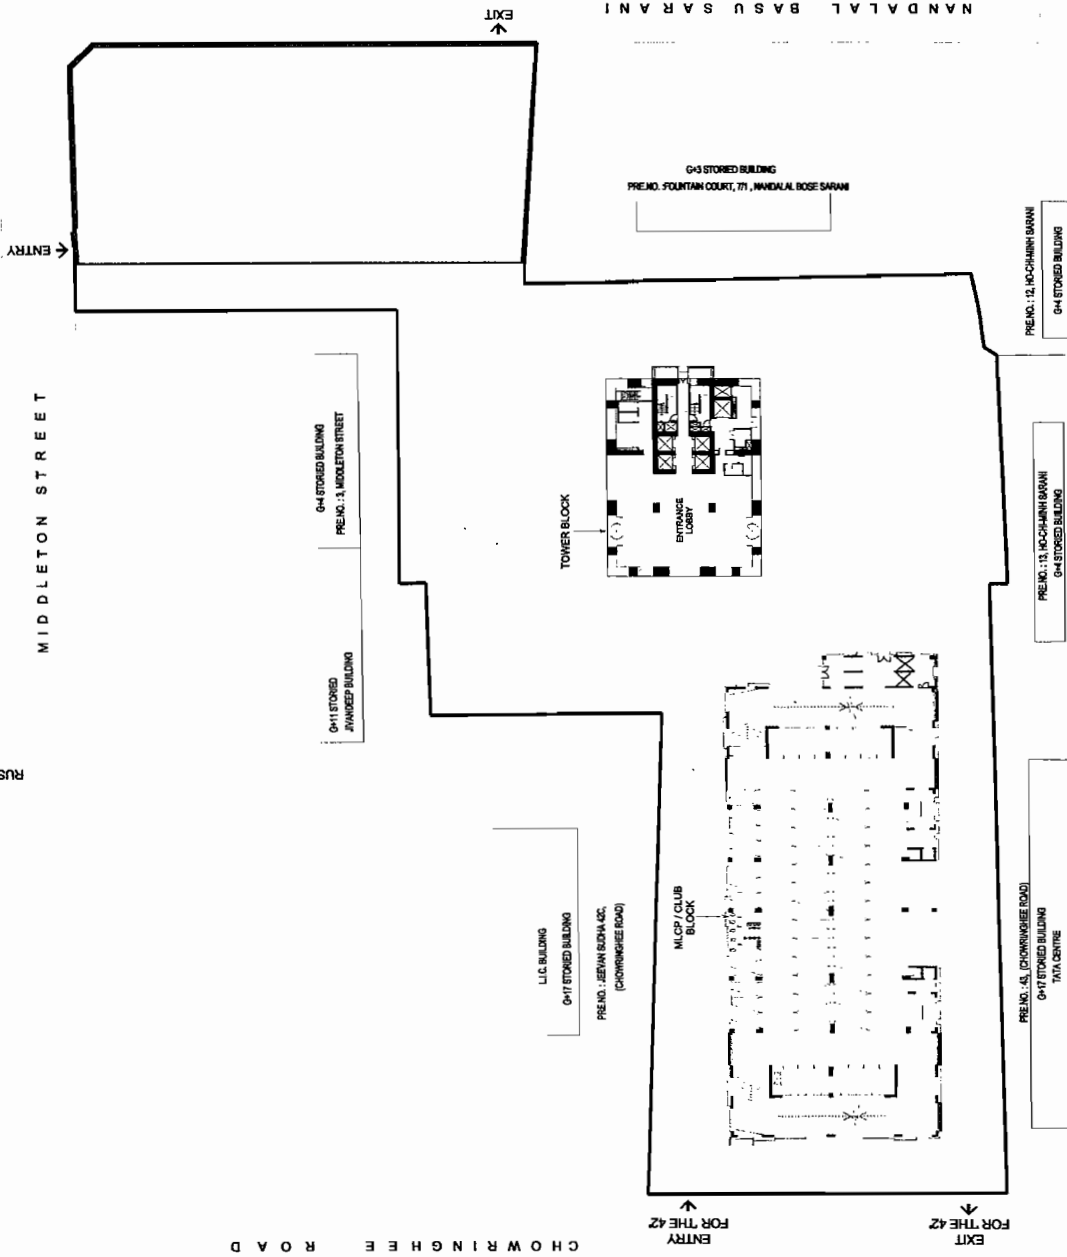 NANDALAL BASU SARANI
EXIT
G+3 STORIED BUILDING
PRE.NO. :FOUNTAIN COURT, 7/1 , NANDALAL BOSE SARANI
ENTRY
PRE.NO. : 12, HO-CHI-MINH SARANI
G+4 STORIED BUILDING
MIDDLETON STREET
G+4 STORIED BUILDING
PRE.NO. : 3, MIDDLETON STREET
TOWER BLOCK
ENTRANCE
LOBBY
PRE.NO. : 13, HO-CHI-MINH SARANI
G+4 STORIED BUILDING
G+11 STORIED
JIVANDEEP BUILDING
RUS
L.I.C. BUILDING
G+17 STORIED BUILDING
PRE.NO. : JEEVAN SUDHA 42C,
(CHOWRINGHEE ROAD)
MLCP / CLUB
BLOCK
PRE.NO. : 43, (CHOWRINGHEE ROAD)
G+17 STORIED BUILDING
TATA CENTRE
ENTRY
FOR THE 42'
EXIT
FOR THE 42'
CHOWRINGHEE ROAD